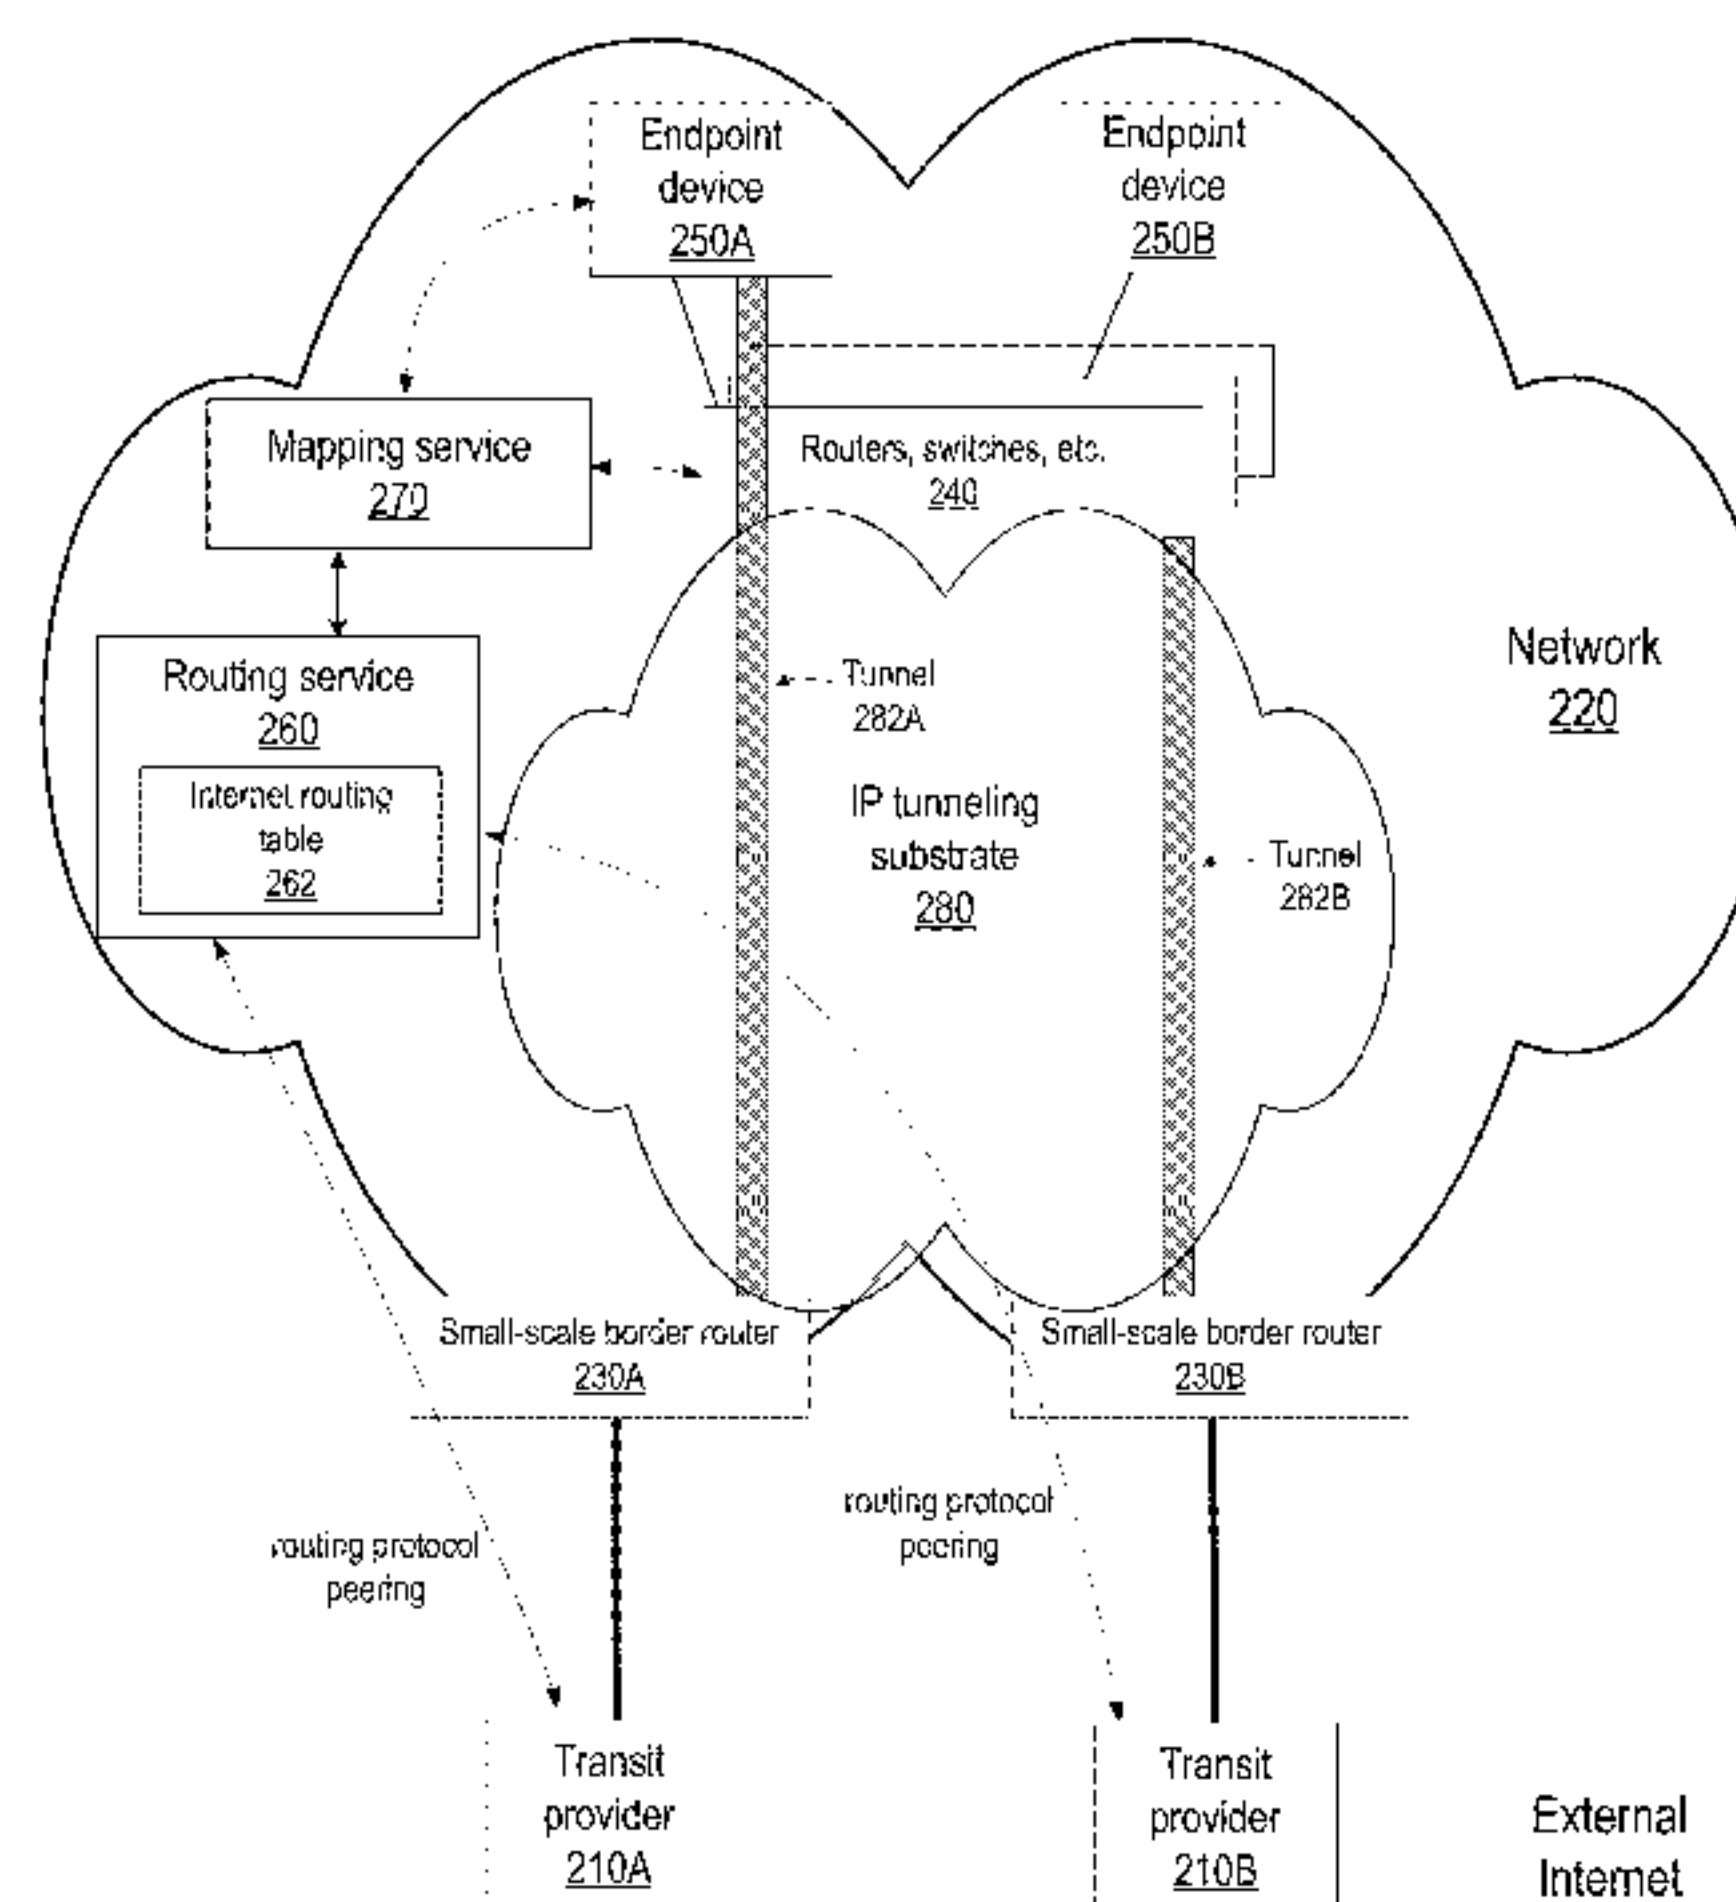 Endpoint
device
250A
Endpoint
device
250B
Mapping service
270
Routers, switches, etc.
240
Routing service
260
Internet routing
table
262
Tunnel
282A
IP tunneling
substrate
280
Tunnel
282B
Network
220
Small-scale border router
230A
Small-scale border router
230B
routing protocol
peering
routing protocol
peering
Transit
provider
210A
Transit
provider
210B
External
Internet